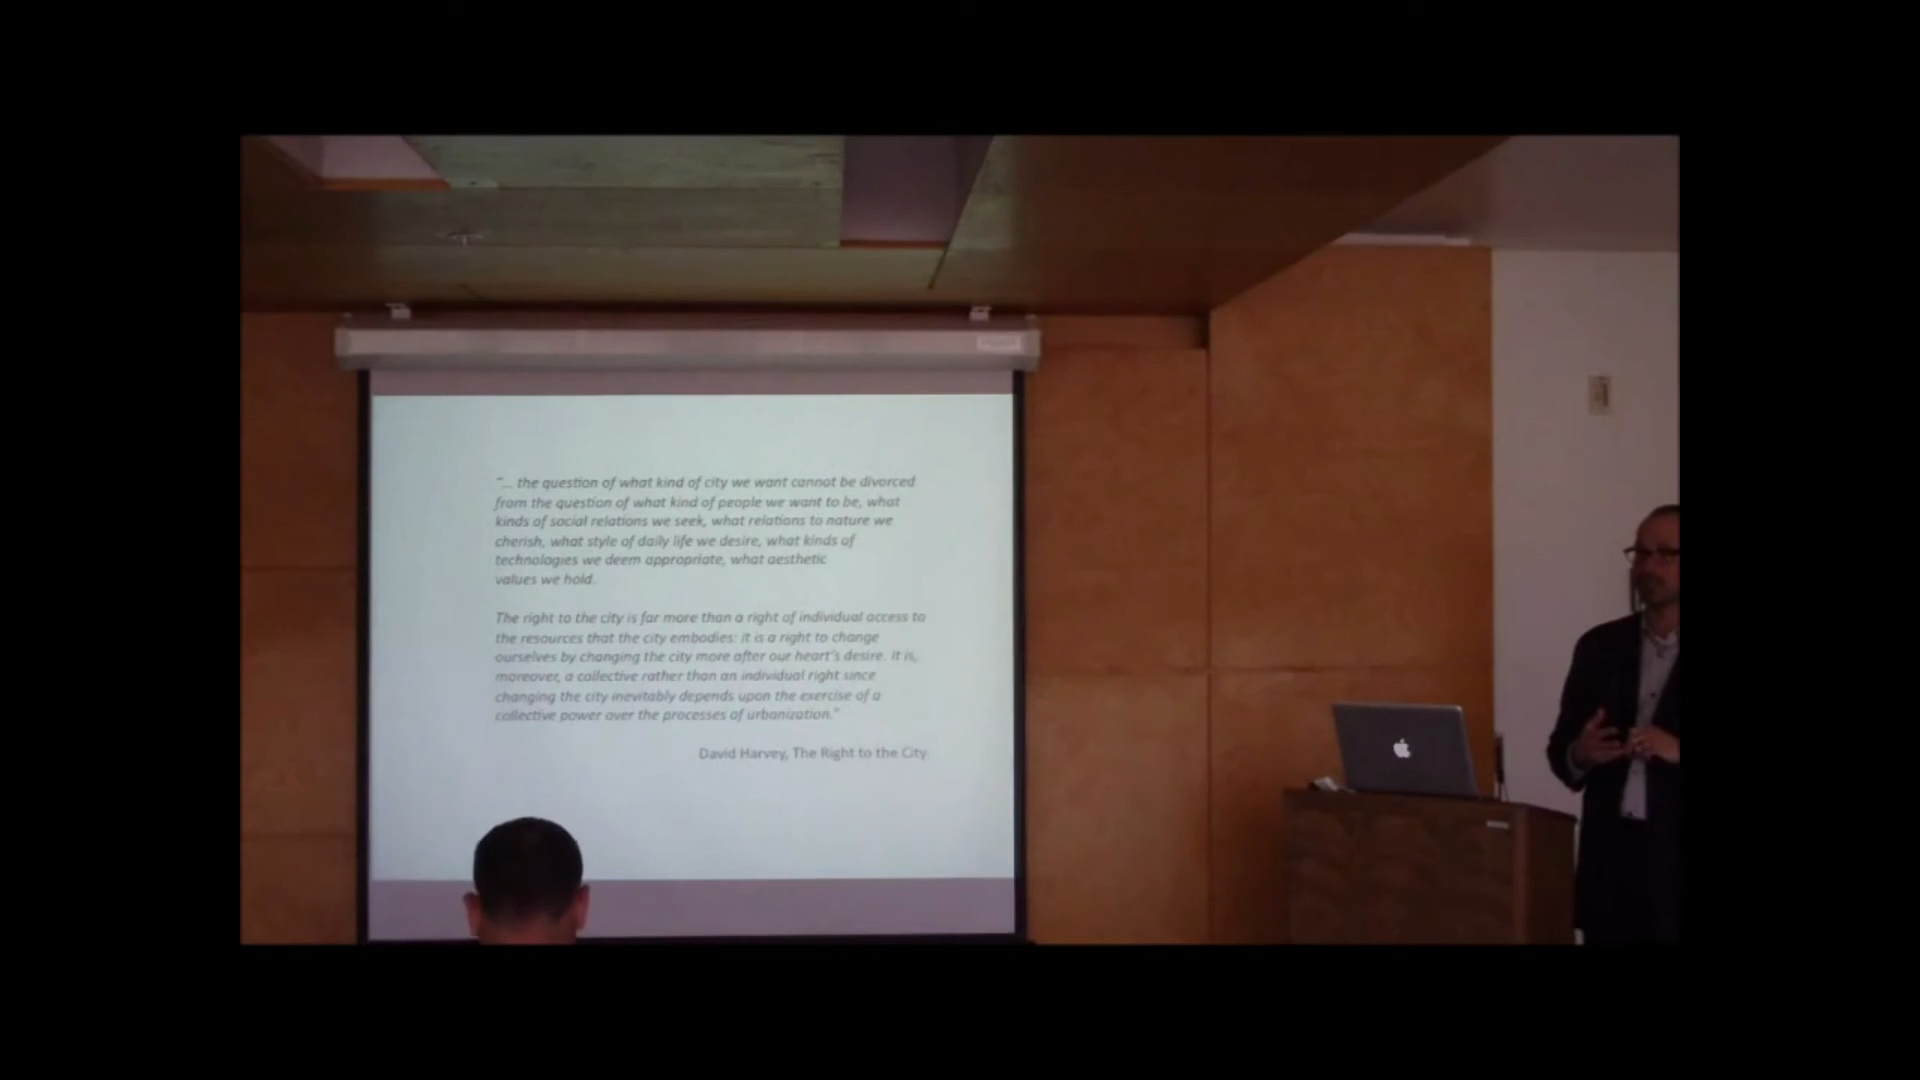 "... the question of what kind of city we want cannot be divorced
from the question of what kind of people we want to be, what
kinds of social relations we seek, what relations to nature we
cherish, what style of daily life we desire, what kinds of
technologies we deem appropriate, what aesthetic
values we hold.
The right to the city is far more than a right of individual access to
the resources that the city embodies: it is a right to change
ourselves by changing the city more after our heart's desire. It is,
moreover, a collective rather than an individual right since
changing the city inevitably depends upon the exercise of a
collective power over the processes of urbanization."
David Harvey, The Right to the City